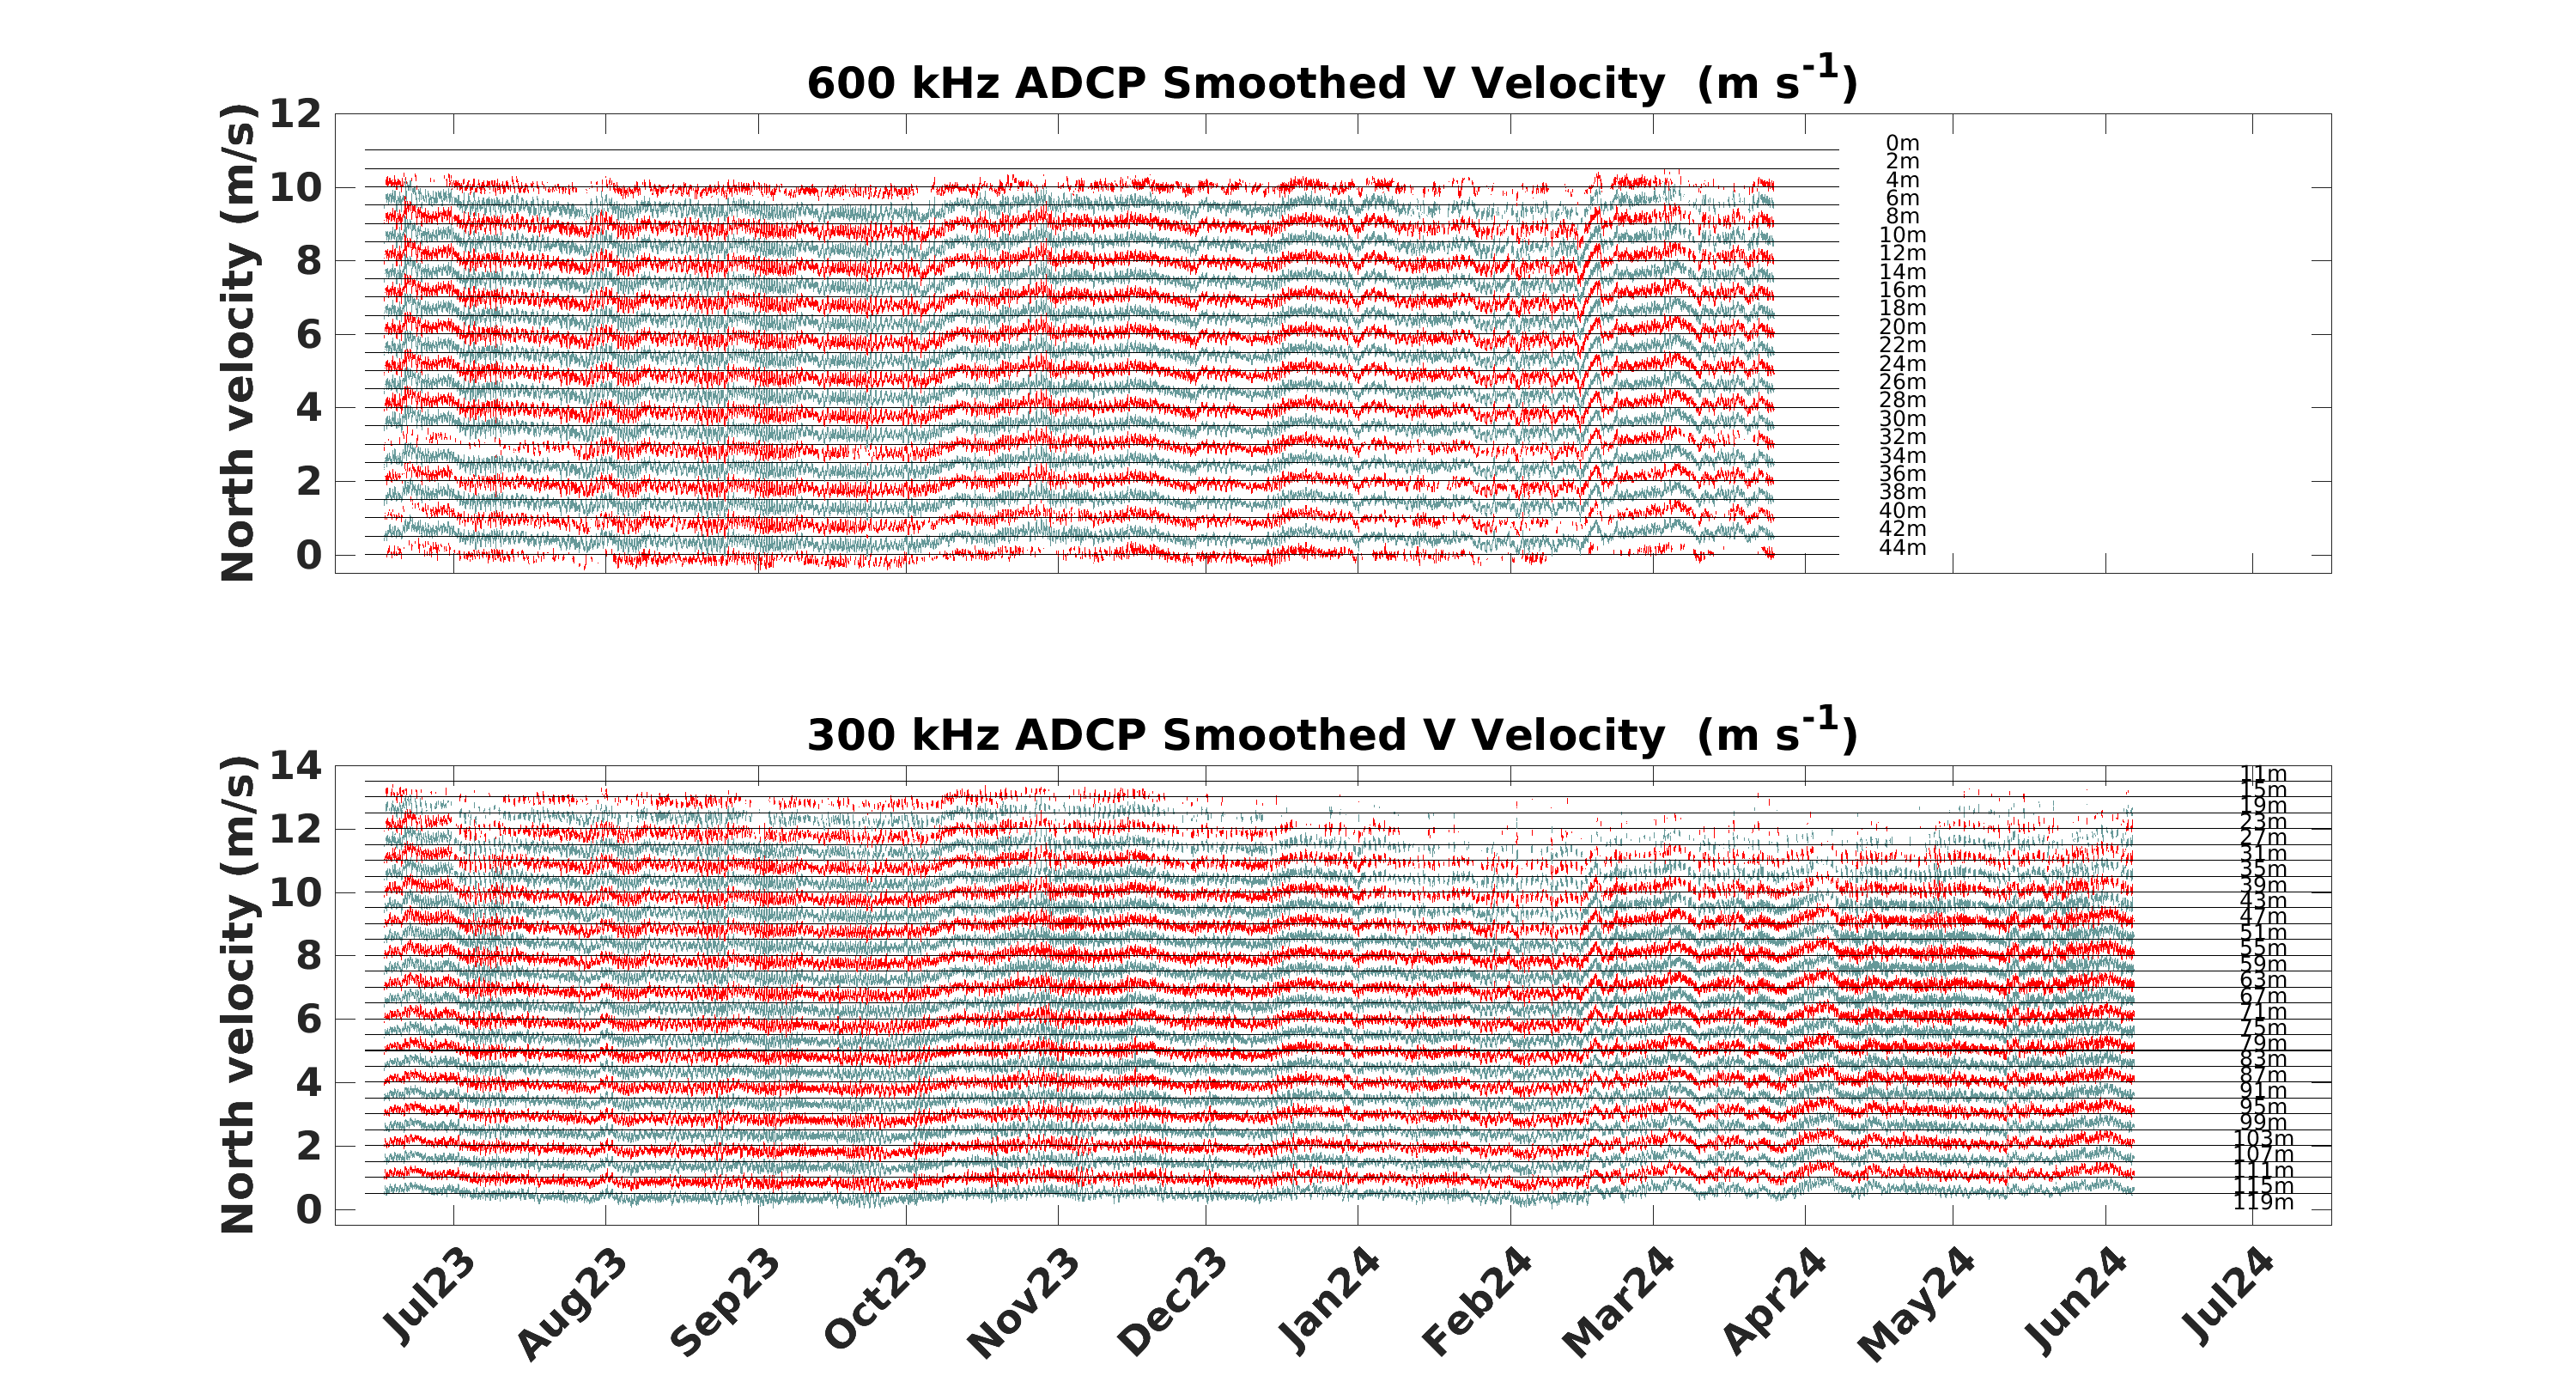 600 kHz ADCP Smoothed V Velocity (m s-1)
North velocity (m/s)
12
10
8
6
4
2
0
0m
2m
4m
6m
8m
10m
12m
14m
16m
18m
20m
22m
24m
26m
28m
30m
32m
34m
36m
38m
40m
42m
44m
300 kHz ADCP Smoothed V Velocity (m s-1)
North velocity (m/s)
14
12
10
8
6
4
2
0
11m
15m
19m
23m
27m
31m
35m
39m
43m
47m
51m
55m
59m
63m
67m
71m
75m
79m
83m
87m
91m
95m
99m
103m
107m
111m
115m
119m
Jul23
Aug23
Sep23
Oct23
Nov23
Dec23
Jan24
Feb24
Mar24
Apr24
May24
Jun24
Jul24